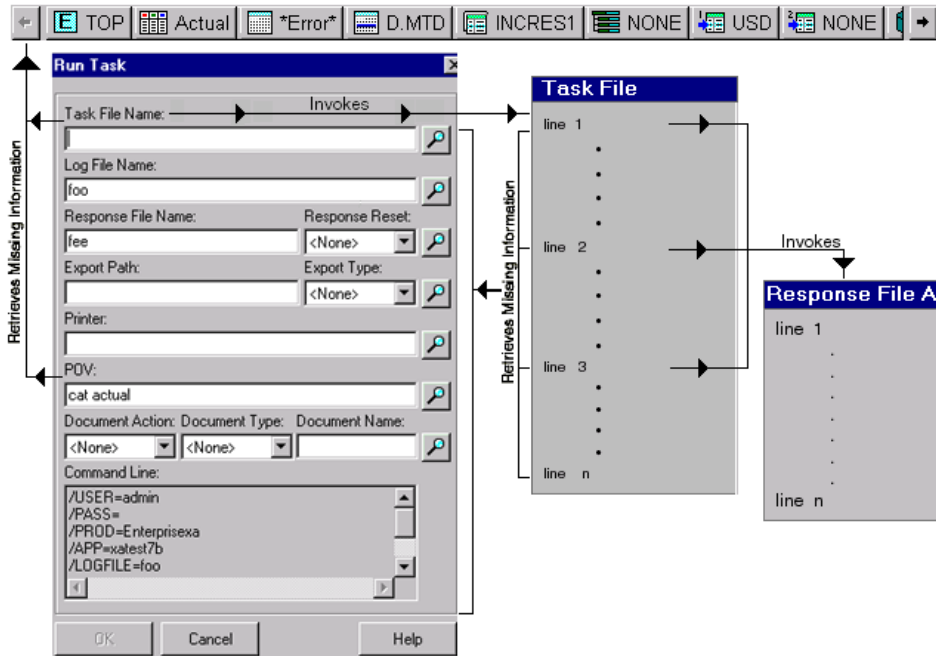 E TOP Actual *Error* D.MTD INCRES1 NONE USD NONE
Run Task
Task File Name:
Invokes
Log File Name:
foo
Response File Name: Response Reset:
fee <None>
Export Path: Export Type:
<None>
Printer:
POV:
cat actual
Document Action: Document Type: Document Name:
<None> <None>
Command Line:
/USER=admin
/PASS=
/PROD=Enterprisexa
/APP=xatest7b
/LOGFILE=foo
OK Cancel Help
Retrieves Missing Information
Retrieves Missing Information
Task File
line 1
line 2
line 3
line n
Invokes
Response File A
line 1
line n